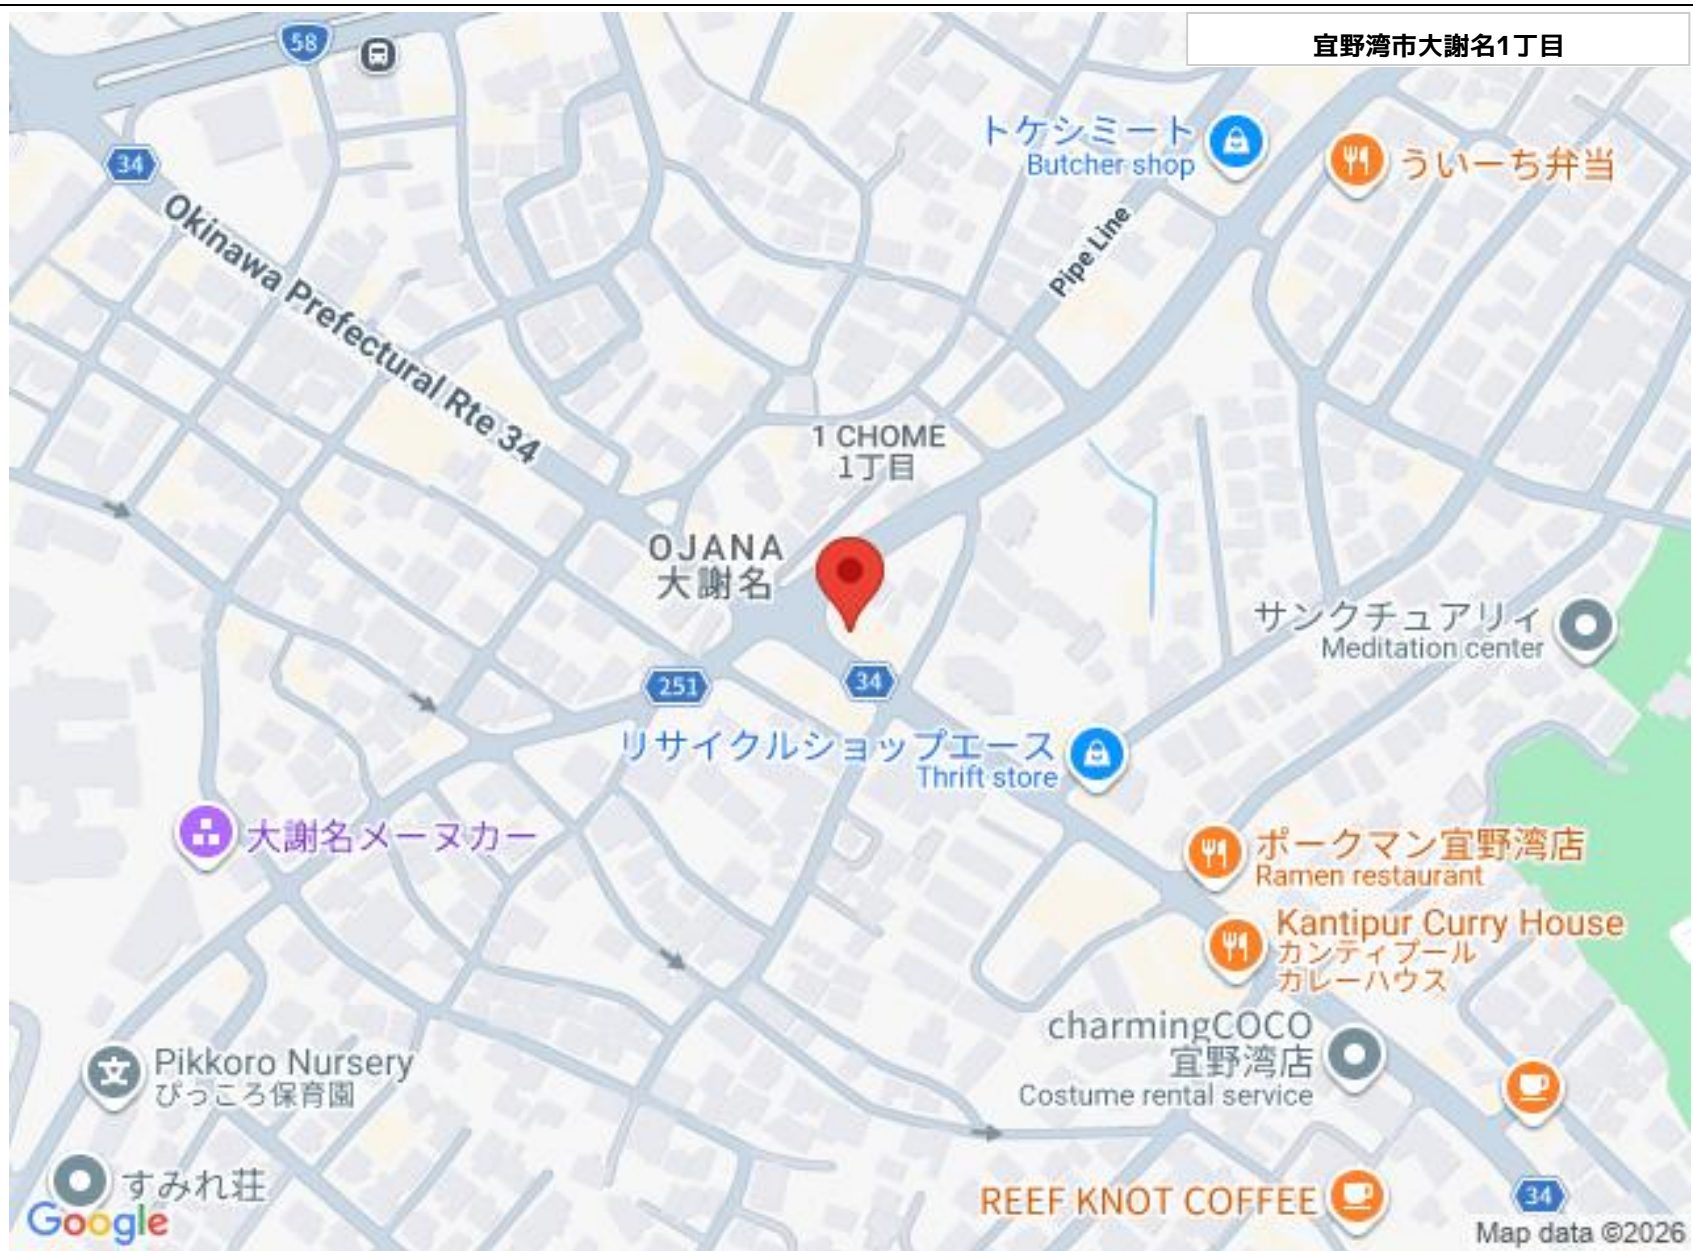 宜野湾市大謝名1丁目
58
34
Okinawa Prefectural Rte 34
トケシミート
Butcher shop
ういーち弁当
Pipe Line
1 CHOME
1丁目
OJANA
大謝名
サンクチュアリィ
Meditation center
251
34
リサイクルショップエース
Thrift store
大謝名メーヌカー
ポークマン宜野湾店
Ramen restaurant
Kantipur Curry House
カンティプール
カレーハウス
charmingCOCO
宜野湾店
Costume rental service
Pikkoro Nursery
ぴっころ保育園
文
すみれ荘
REEF KNOT COFFEE
34
Google
Map data ©2026